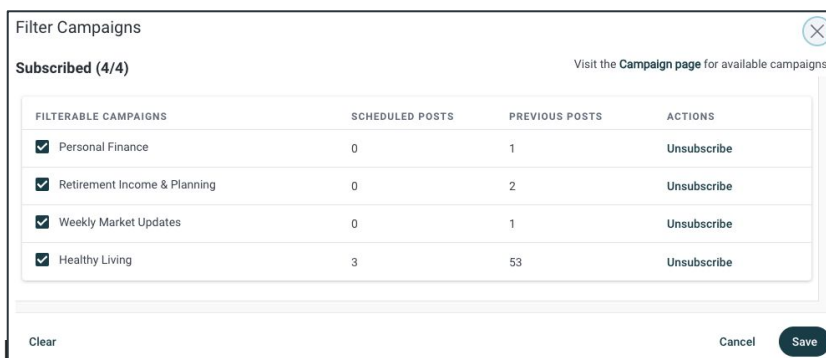 Filter Campaigns
Subscribed (4/4)
Visit the Campaign page for available campaigns
FILTERABLE CAMPAIGNS SCHEDULED POSTS PREVIOUS POSTS ACTIONS
Personal Finance 0 1 Unsubscribe
Retirement Income & Planning 0 2 Unsubscribe
Weekly Market Updates 0 1 Unsubscribe
Healthy Living 3 53 Unsubscribe
Clear Cancel Save